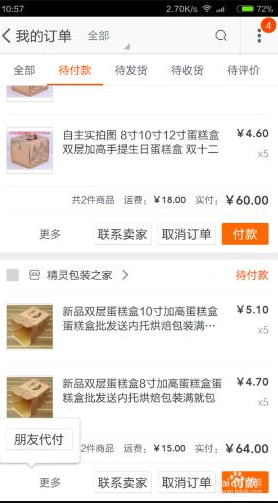 10:57 2.70K/s 72%
我的订单 全部 4
全部 待付款 待发货 待收货 待评价
自主实拍图 8寸10寸12寸蛋糕盒 ￥4.60
双层加高手提生日蛋糕盒 双十二 x5
共2件商品 运费：￥18.00 实付：￥60.00
更多 联系卖家 取消订单 付款
精灵包装之家 待付款
新品双层蛋糕盒10寸加高蛋糕盒 ￥5.10
蛋糕盒批发送内托烘焙包装满… x5
新品双层蛋糕盒8寸加高蛋糕盒蛋 ￥4.70
糕盒批发送内托烘焙包装满就包 x5
朋友代付
2件商品 运费：￥15.00 实付：￥64.00
更多 联系卖家 取消订单 付款